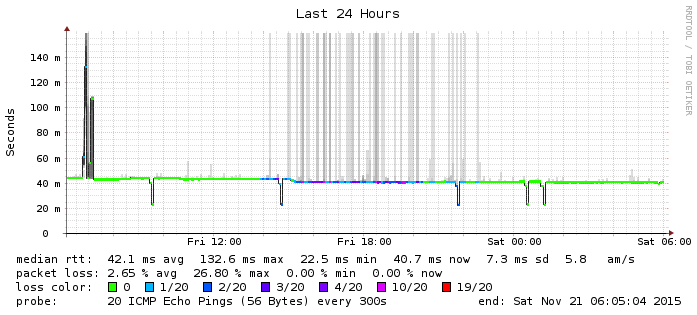 Last 24 Hours
RRDTOOL / TOBI OETIKER
Seconds
140 m
120 m
100 m
80 m
60 m
40 m
20 m
0
Fri 12:00 Fri 18:00 Sat 00:00 Sat 06:00
median rtt: 42.1 ms avg 132.6 ms max 22.5 ms min 40.7 ms now 7.3 ms sd 5.8 am/s
packet loss: 2.65 % avg 26.80 % max 0.00 % min 0.00 % now
loss color: 0 1/20 2/20 3/20 4/20 10/20 19/20
probe: 20 ICMP Echo Pings (56 Bytes) every 300s end: Sat Nov 21 06:05:04 2015